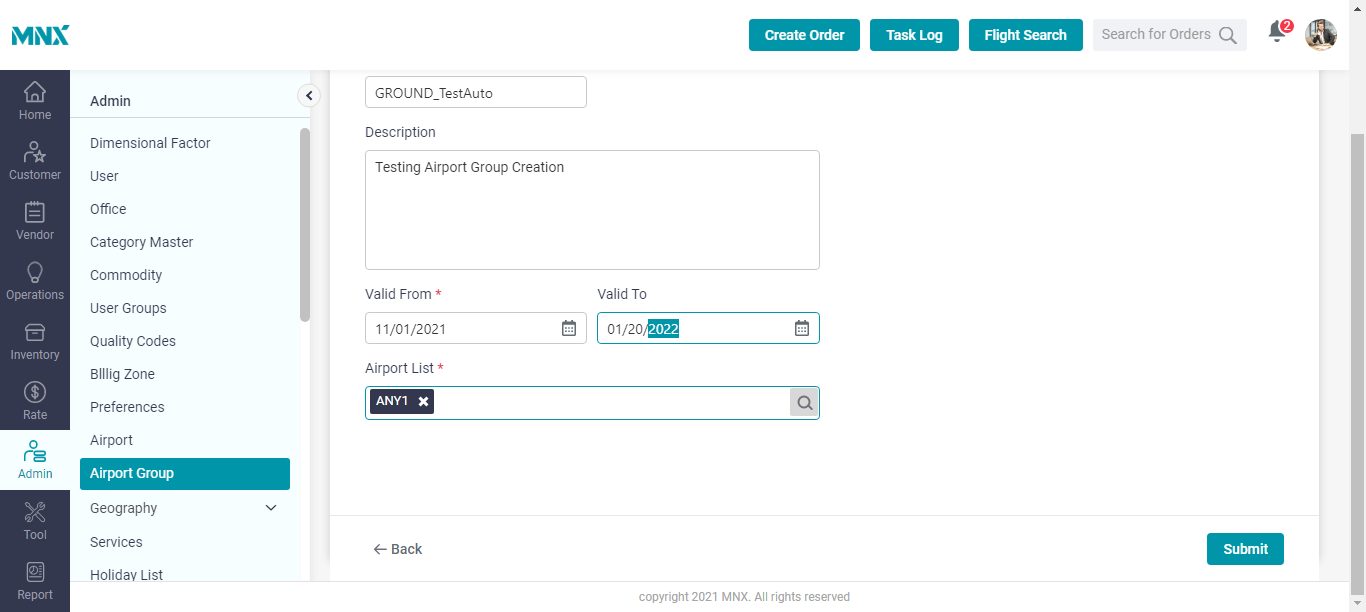 MNX
Create Order
Task Log
Flight Search
Search for Orders
2
Home
Customer
Vendor
Operations
Inventory
Rate
Admin
Tool
Report
Admin
Dimensional Factor
User
Office
Category Master
Commodity
User Groups
Quality Codes
Blllig Zone
Preferences
Airport
Airport Group
Geography
Services
Holiday List
GROUND_TestAuto
Description
Testing Airport Group Creation
Valid From *
Valid To
11/01/2021
01/20/2022
Airport List *
ANY1
Back
Submit
copyright 2021 MNX. All rights reserved